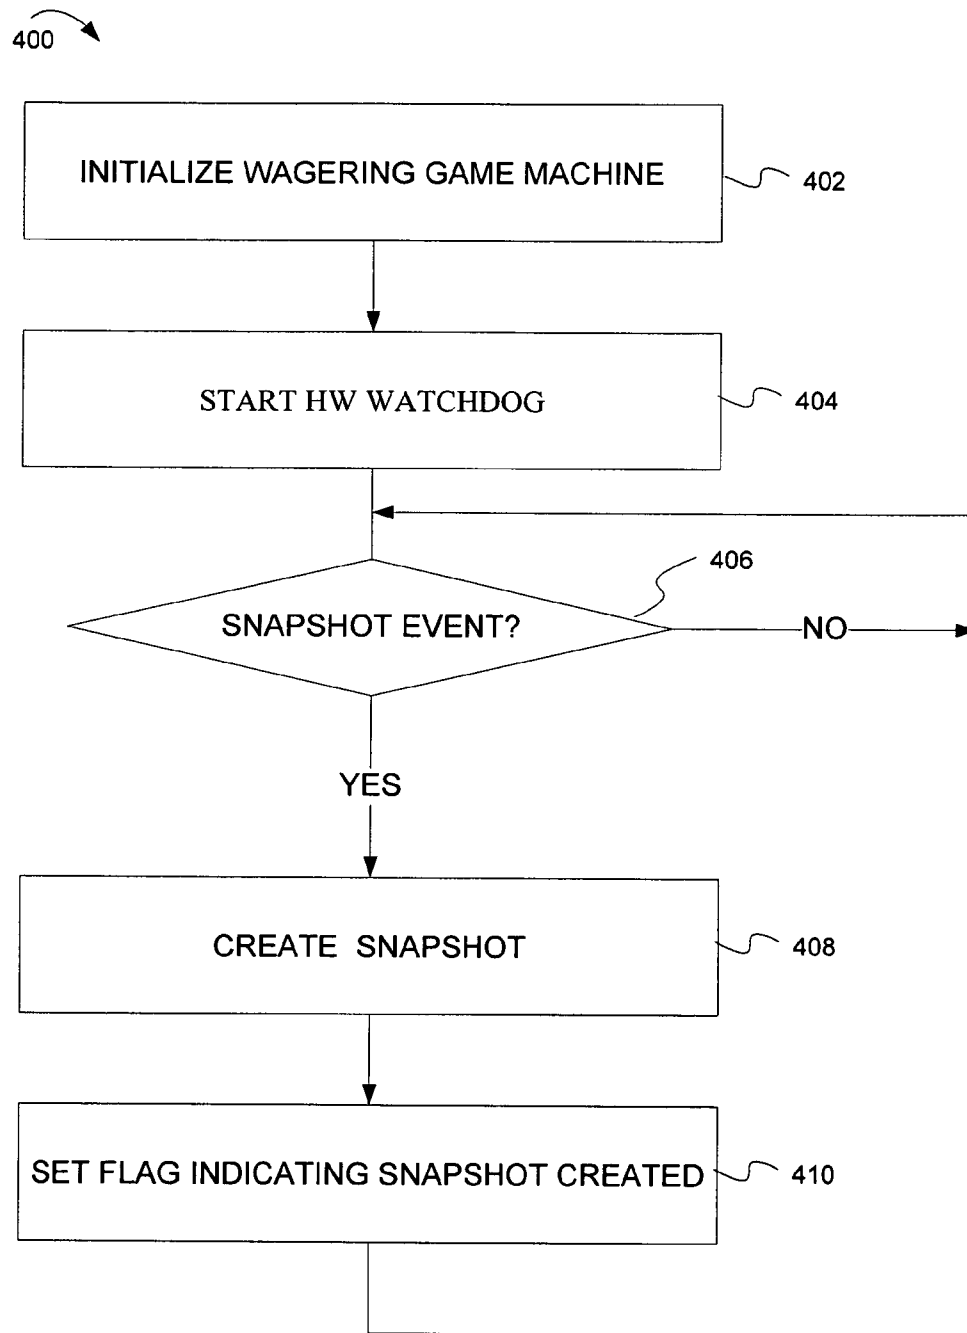 400
INITIALIZE WAGERING GAME MACHINE
402
START HW WATCHDOG
404
406
SNAPSHOT EVENT?
NO
YES
CREATE SNAPSHOT
408
SET FLAG INDICATING SNAPSHOT CREATED
410